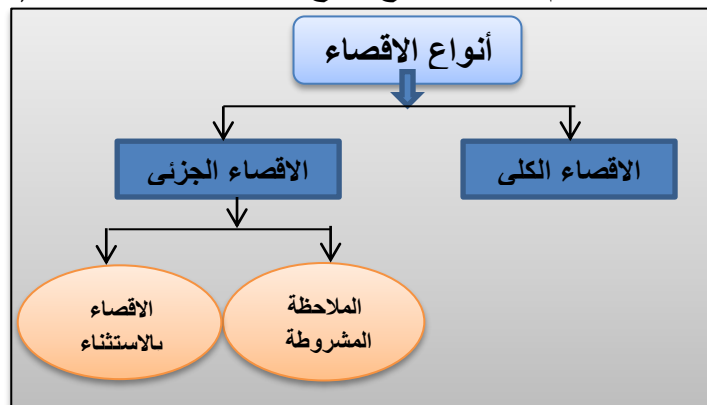 أنواع الاقصاء
الاقصاء الكلى
الاقصاء الجزئى
الملاحظة
المشروطة
الاقصاء
بالاستثناء